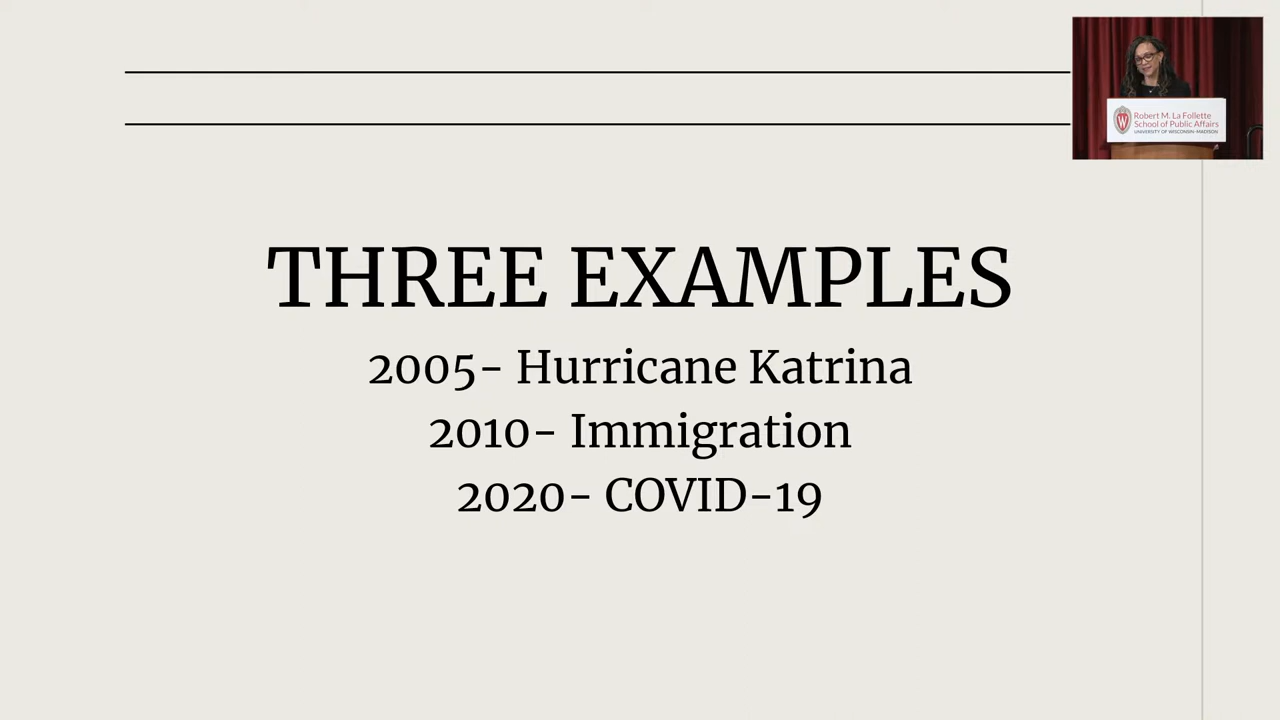 Robert M. La Follette
School of Public Affairs
UNIVERSITY OF WISCONSIN-MADISON
THREE EXAMPLES
2005- Hurricane Katrina
2010- Immigration
2020- COVID-19